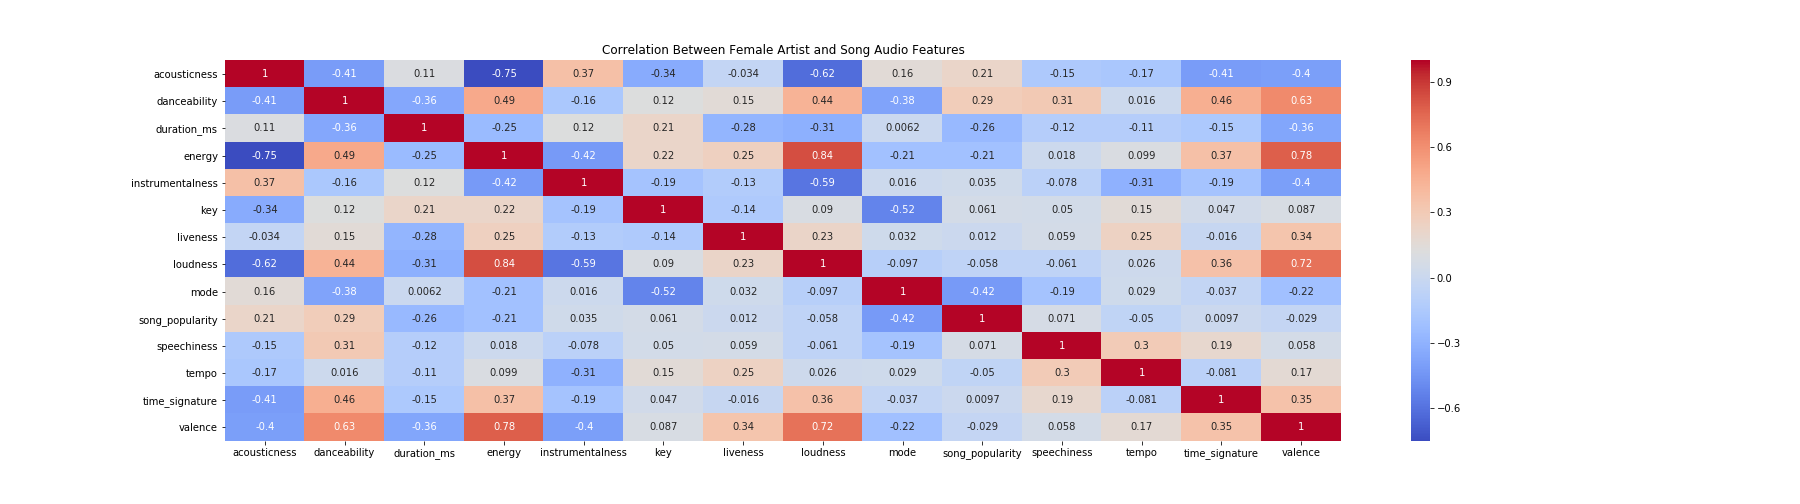 Correlation Between Female Artist and Song Audio Features
acousticness 1 -0.41 0.11 -0.75 0.37 -0.34 -0.034 -0.62 0.16 0.21 -0.15 -0.17 -0.41 -0.4
danceability -0.41 1 -0.36 0.49 -0.16 0.12 0.15 0.44 -0.38 0.29 0.31 0.016 0.46 0.63
duration_ms 0.11 -0.36 1 -0.25 0.12 0.21 -0.28 -0.31 0.0062 -0.26 -0.12 -0.11 -0.15 -0.36
energy -0.75 0.49 -0.25 1 -0.42 0.22 0.25 0.84 -0.21 -0.21 0.018 0.099 0.37 0.78
instrumentalness 0.37 -0.16 0.12 -0.42 1 -0.19 -0.13 -0.59 0.016 0.035 -0.078 -0.31 -0.19 -0.4
key -0.34 0.12 0.21 0.22 -0.19 1 -0.14 0.09 -0.52 0.061 0.05 0.15 0.047 0.087
liveness -0.034 0.15 -0.28 0.25 -0.13 -0.14 1 0.23 0.032 0.012 0.059 0.25 -0.016 0.34
loudness -0.62 0.44 -0.31 0.84 -0.59 0.09 0.23 1 -0.097 -0.058 -0.061 0.026 0.36 0.72
mode 0.16 -0.38 0.0062 -0.21 0.016 -0.52 0.032 -0.097 1 -0.42 -0.19 0.029 -0.037 -0.22
song_popularity 0.21 0.29 -0.26 -0.21 0.035 0.061 0.012 -0.058 -0.42 1 0.071 -0.05 0.0097 -0.029
speechiness -0.15 0.31 -0.12 0.018 -0.078 0.05 0.059 -0.061 -0.19 0.071 1 0.3 0.19 0.058
tempo -0.17 0.016 -0.11 0.099 -0.31 0.15 0.25 0.026 0.029 -0.05 0.3 1 -0.081 0.17
time_signature -0.41 0.46 -0.15 0.37 -0.19 0.047 -0.016 0.36 -0.037 0.0097 0.19 -0.081 1 0.35
valence -0.4 0.63 -0.36 0.78 -0.4 0.087 0.34 0.72 -0.22 -0.029 0.058 0.17 0.35 1
acousticness danceability duration_ms energy instrumentalness key liveness loudness mode song_popularity speechiness tempo time_signature valence
0.9
0.6
0.3
0.0
−0.3
−0.6